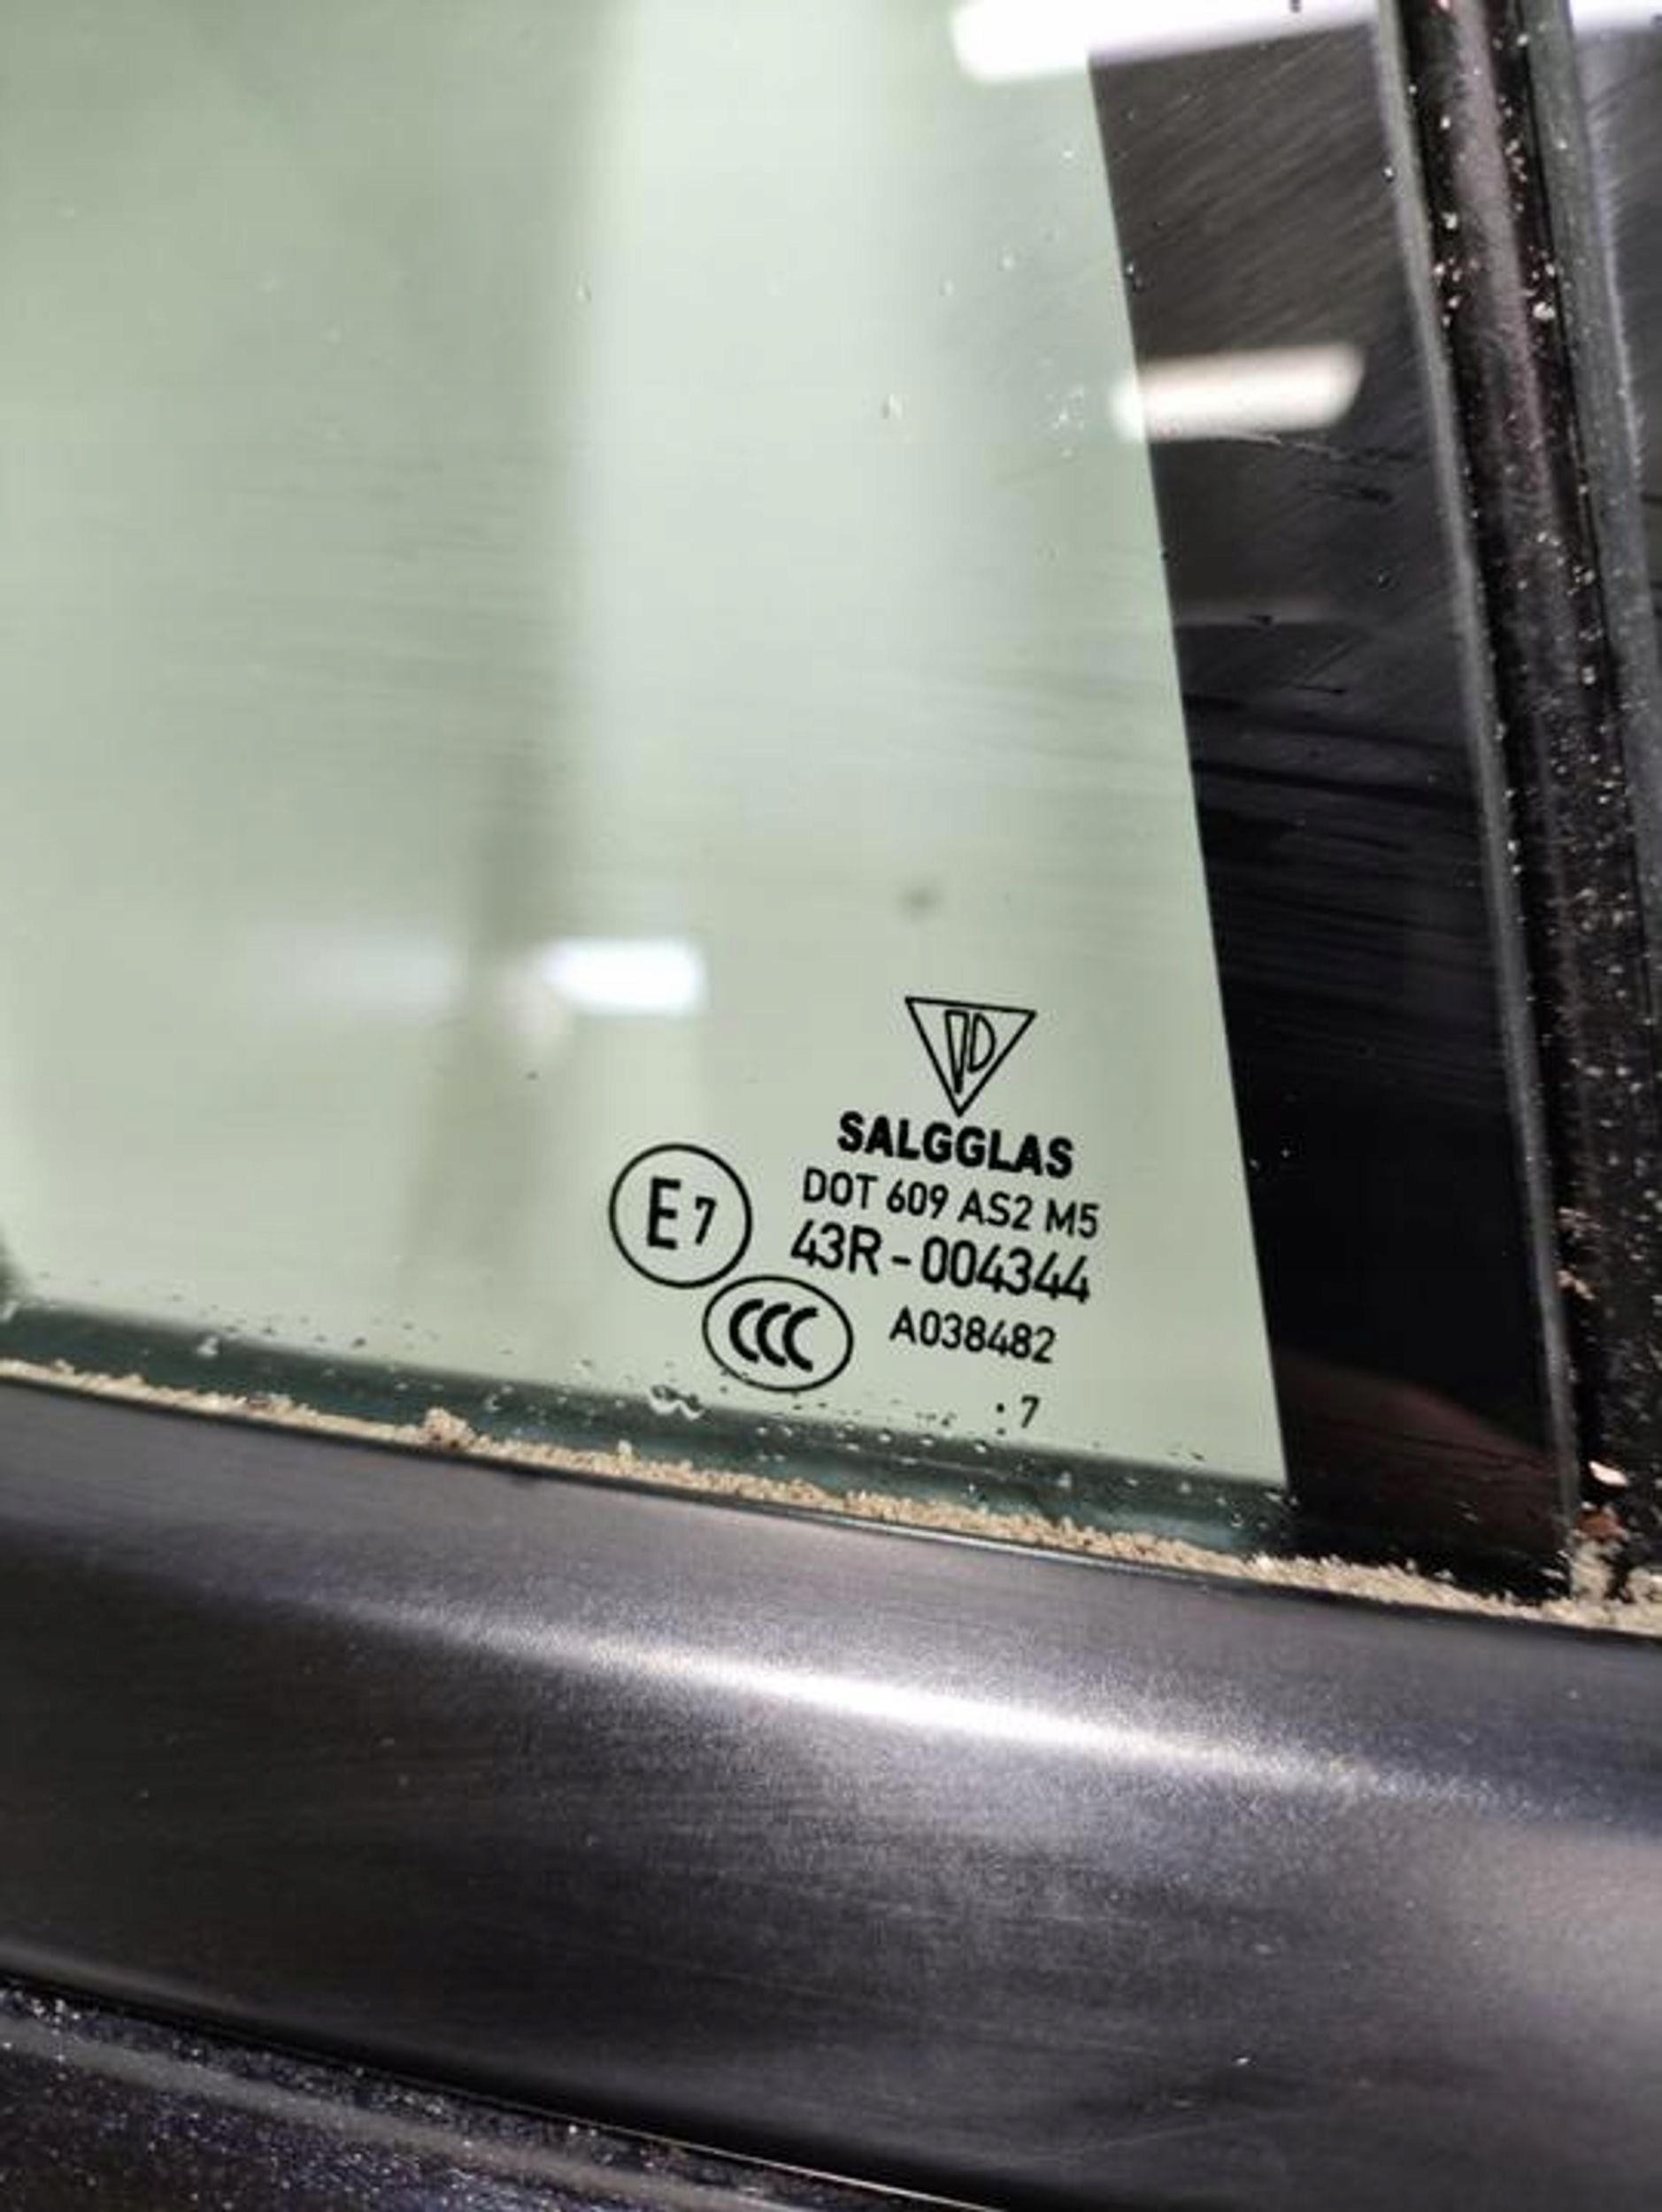 SALGGLAS
DOT 609 AS2 M5
E7
43R-004344
CCC
A038482
: 7